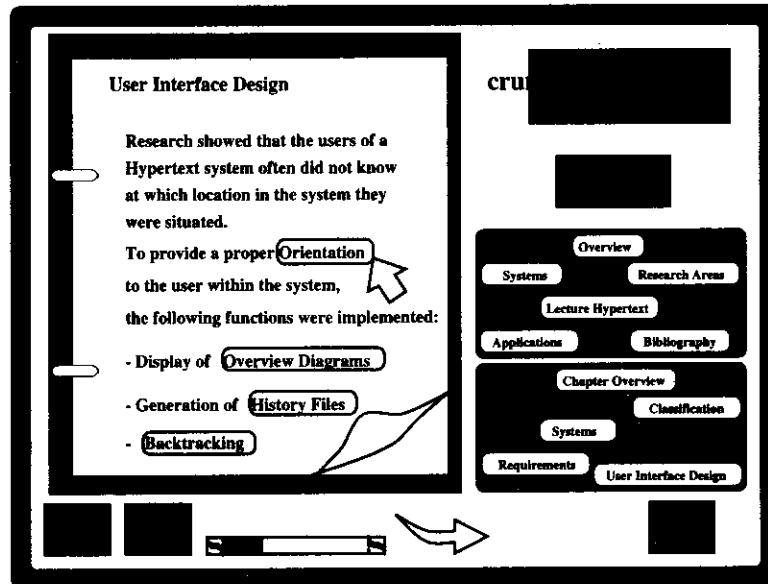 User Interface Design
Research showed that the users of a
Hypertext system often did not know
at which location in the system they
were situated.
To provide a proper Orientation
to the user within the system,
the following functions were implemented:
- Display of Overview Diagrams
- Generation of History Files
- Backtracking
Overview
Systems
Research Areas
Lecture Hypertext
Applications
Bibliography
Chapter Overview
Classification
Systems
Requirements
User Interface Design
S
S